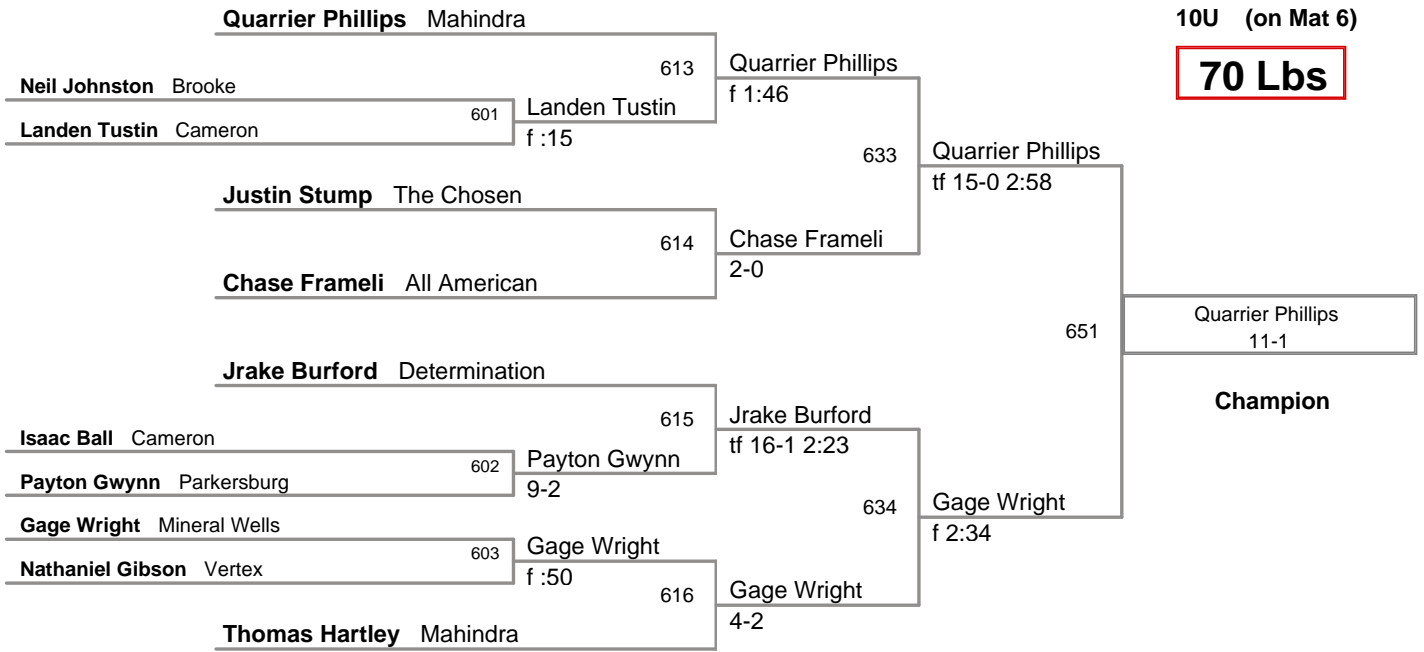 Quarrier Phillips Mahindra
10U (on Mat 6)
70 Lbs
613
Quarrier Phillips
f 1:46
Neil Johnston Brooke
601
Landen Tustin
f :15
Landen Tustin Cameron
633
Quarrier Phillips
tf 15-0 2:58
Justin Stump The Chosen
614
Chase Frameli
2-0
Chase Frameli All American
651
Quarrier Phillips
11-1
Champion
Jrake Burford Determination
615
Jrake Burford
tf 16-1 2:23
Isaac Ball Cameron
602
Payton Gwynn
9-2
Payton Gwynn Parkersburg
634
Gage Wright
f 2:34
Gage Wright Mineral Wells
603
Gage Wright
f :50
Nathaniel Gibson Vertex
616
Gage Wright
4-2
Thomas Hartley Mahindra